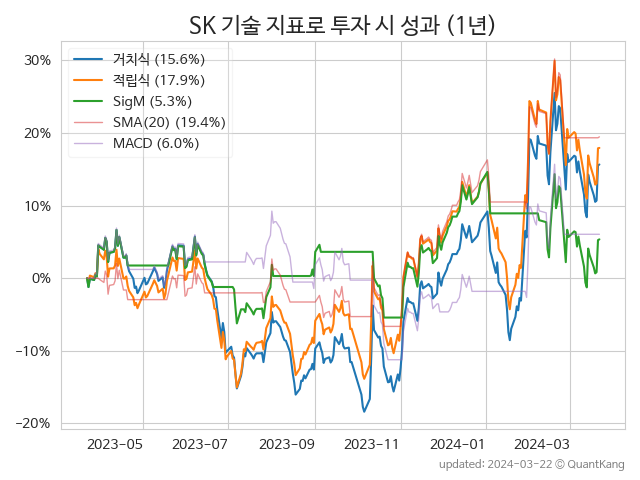 SK 기술 지표로 투자 시 성과 (1년)
30%
20%
10%
0%
−10%
−20%
거치식 (15.6%)
적립식 (17.9%)
SigM (5.3%)
SMA(20) (19.4%)
MACD (6.0%)
2023−05
2023−07
2023−09
2023−11
2024−01
2024−03
updated: 2024−03−22 © QuantKang